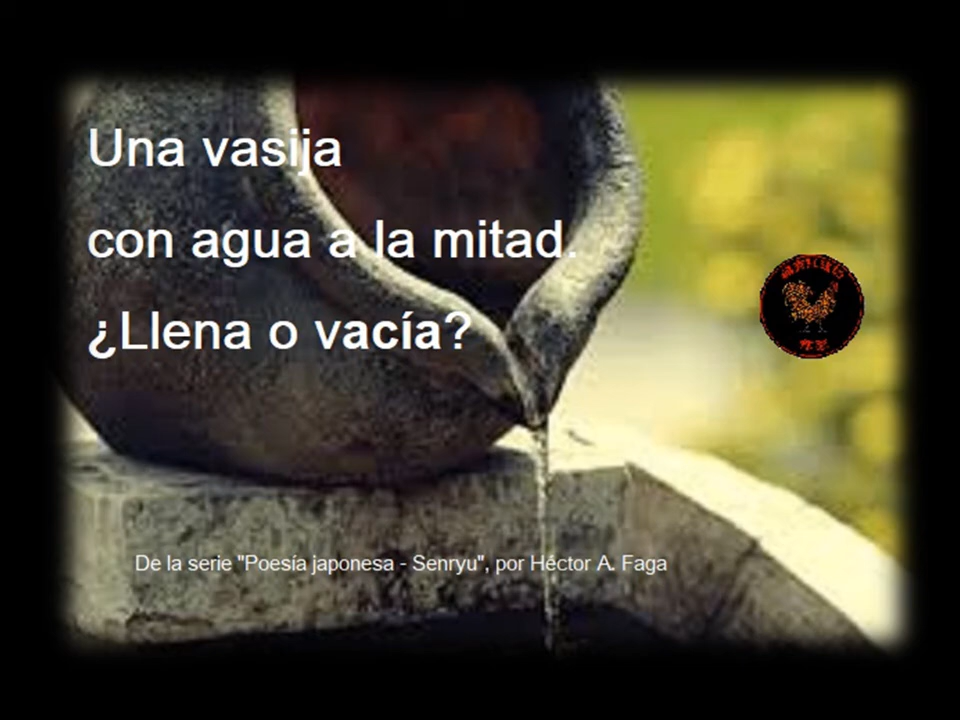 Una vasija
con agua a la mitad.
¿Llena o vacía?
De la serie "Poesía japonesa - Senryu", por Héctor A. Faga